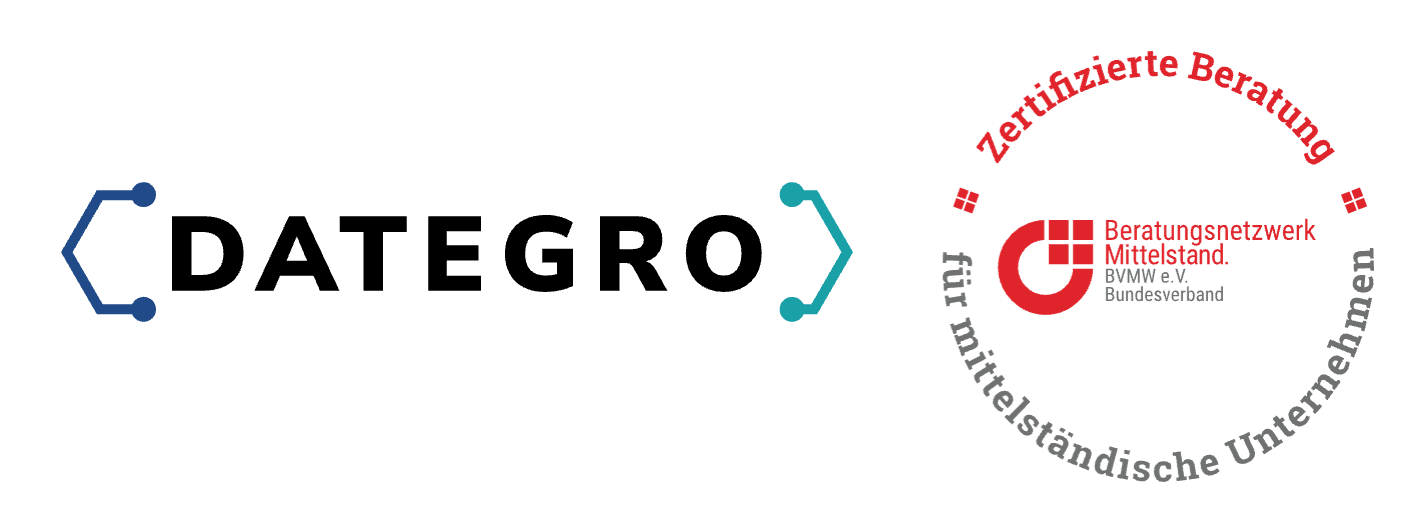 DATEGRO
Zertifizierte Beratung
Beratungsnetzwerk
Mittelstand.
BVMW e.V.
Bundesverband
für mittelständische Unternehmen